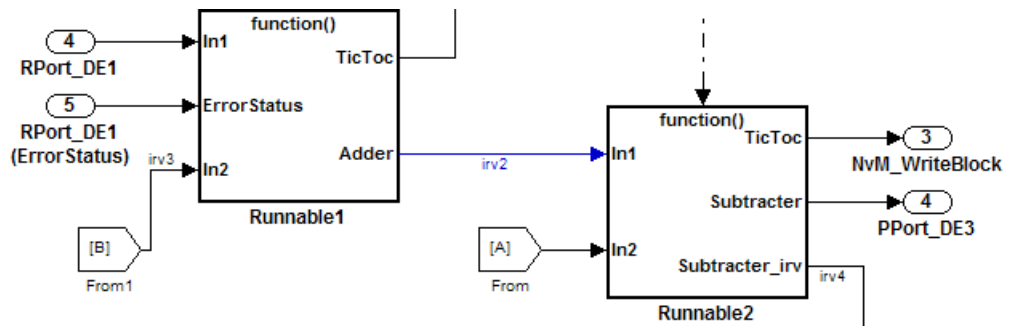 function()
4
In1
TicToc
RPort_DE1
5
ErrorStatus
RPort_DE1
(ErrorStatus)
irv3
In2
Adder
irv2
Runnable1
[B]
From1
function()
TicToc
3
In1
NvM_WriteBlock
Subtracter
4
PPort_DE3
[A]
In2
From
Subtracter_irv
irv4
Runnable2